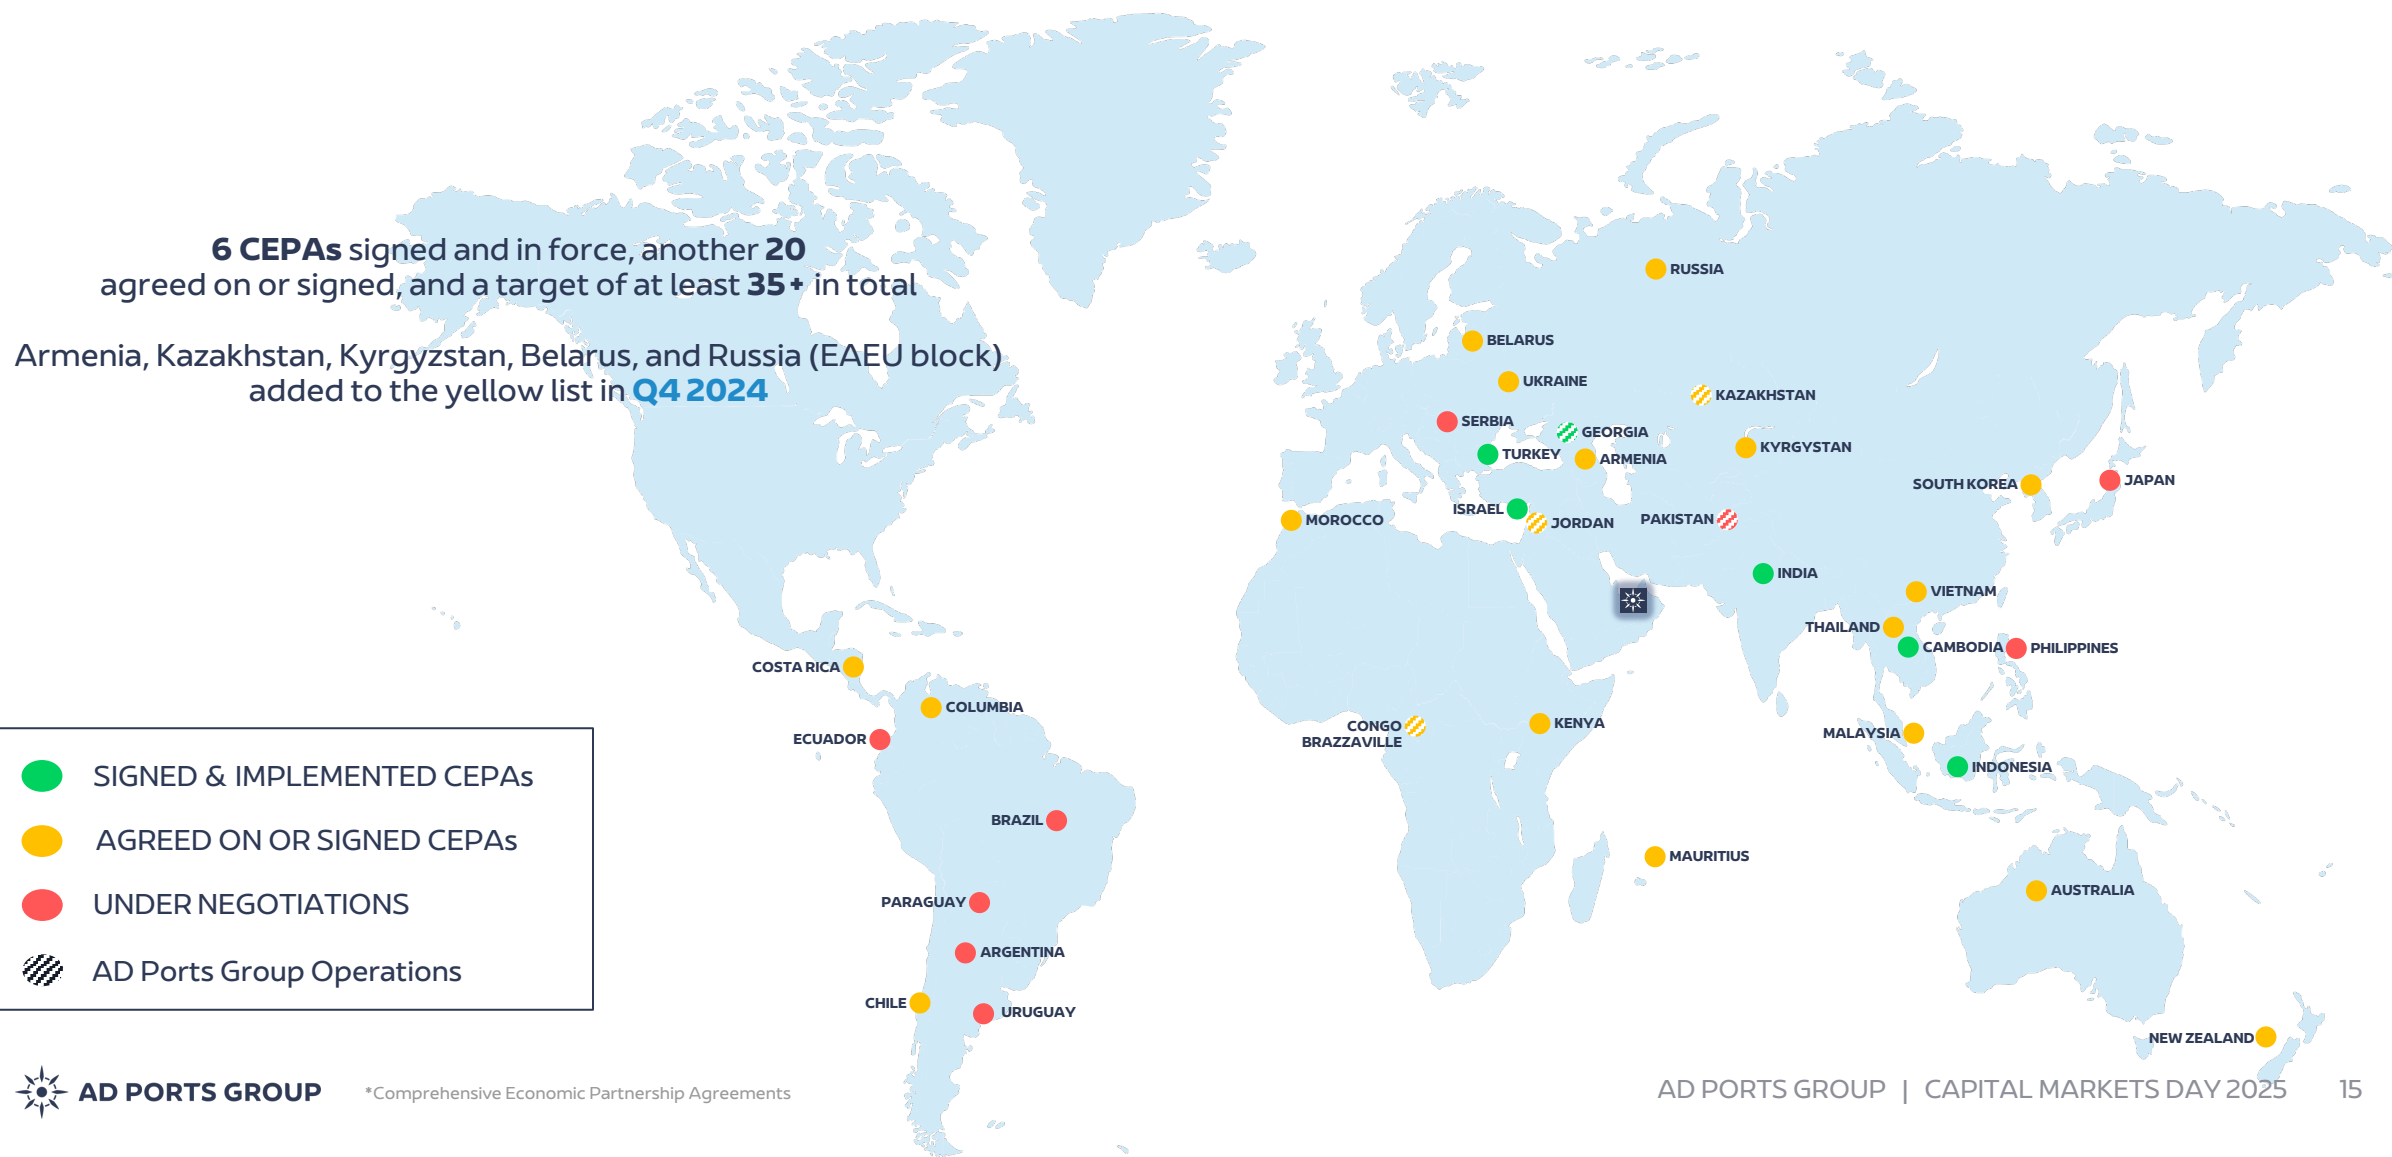 6 CEPAs signed and in force, another 20
agreed on or signed, and a target of at least 35+ in total
Armenia, Kazakhstan, Kyrgyzstan, Belarus, and Russia (EAEU block)
added to the yellow list in Q4 2024
RUSSIA
BELARUS
UKRAINE
KAZAKHSTAN
SERBIA
GEORGIA
TURKEY
ARMENIA
KYRGYSTAN
SOUTH KOREA
JAPAN
ISRAEL
JORDAN
PAKISTAN
MOROCCO
INDIA
VIETNAM
THAILAND
CAMBODIA
PHILIPPINES
COSTA RICA
COLUMBIA
ECUADOR
CONGO
BRAZZAVILLE
KENYA
MALAYSIA
INDONESIA
BRAZIL
MAURITIUS
PARAGUAY
AUSTRALIA
ARGENTINA
CHILE
URUGUAY
NEW ZEALAND
SIGNED & IMPLEMENTED CEPAs
AGREED ON OR SIGNED CEPAs
UNDER NEGOTIATIONS
AD Ports Group Operations
AD PORTS GROUP
*Comprehensive Economic Partnership Agreements
AD PORTS GROUP | CAPITAL MARKETS DAY 2025 15